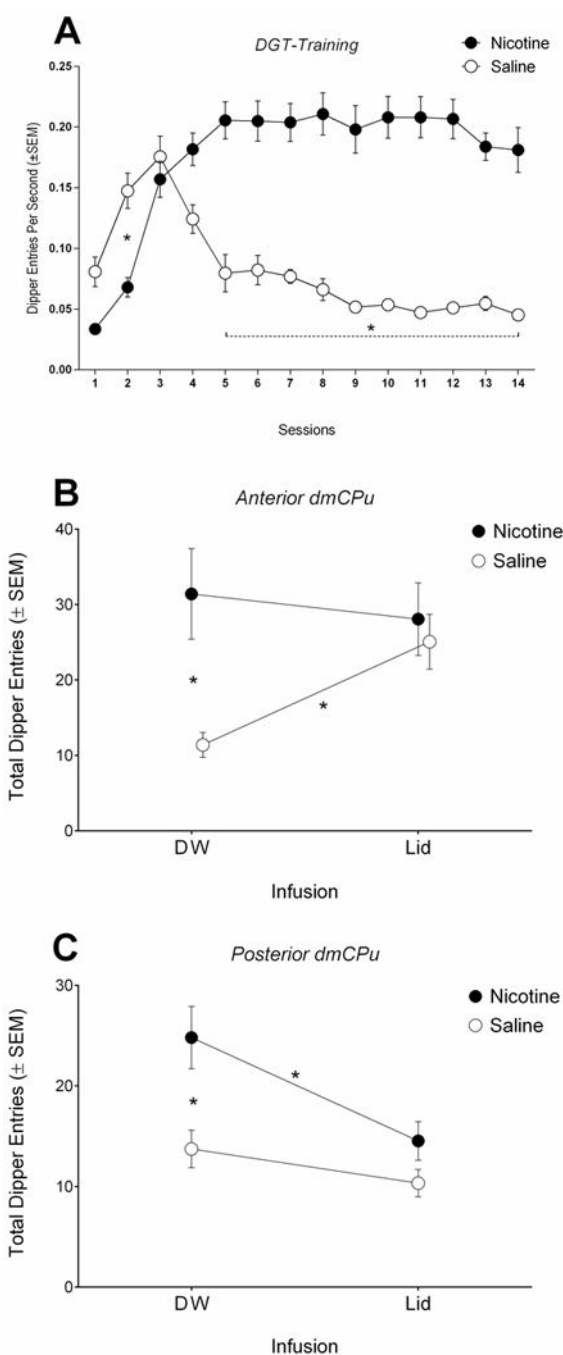 A
DGT-Training
Nicotine
Saline
Dipper Entries Per Second (±SEM)
0.25
0.20
0.15
0.10
0.05
0.00
*
*
1 2 3 4 5 6 7 8 9 10 11 12 13 14
Sessions
B
Anterior dmCPu
Nicotine
Saline
Total Dipper Entries (± SEM)
40
30
20
10
0
*
*
DW Lid
Infusion
C
Posterior dmCPu
Nicotine
Saline
Total Dipper Entries (± SEM)
30
20
10
0
*
*
DW Lid
Infusion